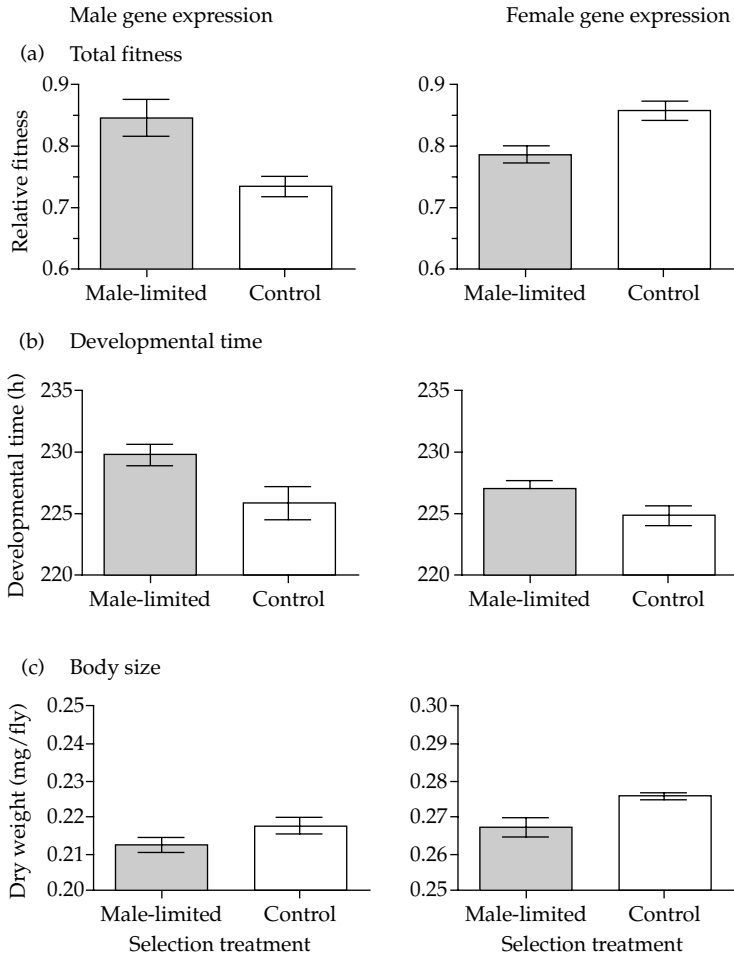 Male gene expression
Female gene expression
(a) Total fitness
Relative fitness
0.9
0.8
0.7
0.6
Male-limited Control
0.9
0.8
0.7
0.6
Male-limited Control
(b) Developmental time
Developmental time (h)
235
230
225
220
Male-limited Control
235
230
225
220
Male-limited Control
(c) Body size
Dry weight (mg/fly)
0.25
0.24
0.23
0.22
0.21
0.20
Male-limited Control
Selection treatment
0.30
0.29
0.28
0.27
0.26
0.25
Male-limited Control
Selection treatment